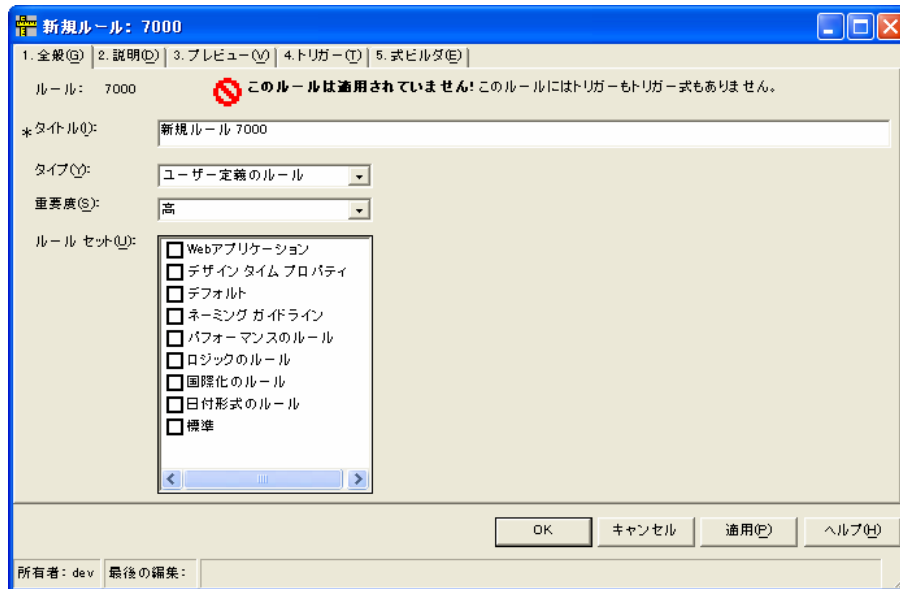 新規ルール: 7000
1.全般(G) 2.説明(D) 3.プレビュー(V) 4.トリガー(T) 5.式ビルダ(E)
ルール: 7000 このルールは適用されていません! このルールにはトリガーもトリガー式もありません。
*タイトル(I): 新規ルール 7000
タイプ(Y): ユーザー定義のルール
重要度(S): 高
ルール セット(U):
Webアプリケーション
デザイン タイム プロパティ
デフォルト
ネーミング ガイドライン
パフォーマンスのルール
ロジックのルール
国際化のルール
日付形式のルール
標準
OK キャンセル 適用(P) ヘルプ(H)
所有者: dev 最後の編集: